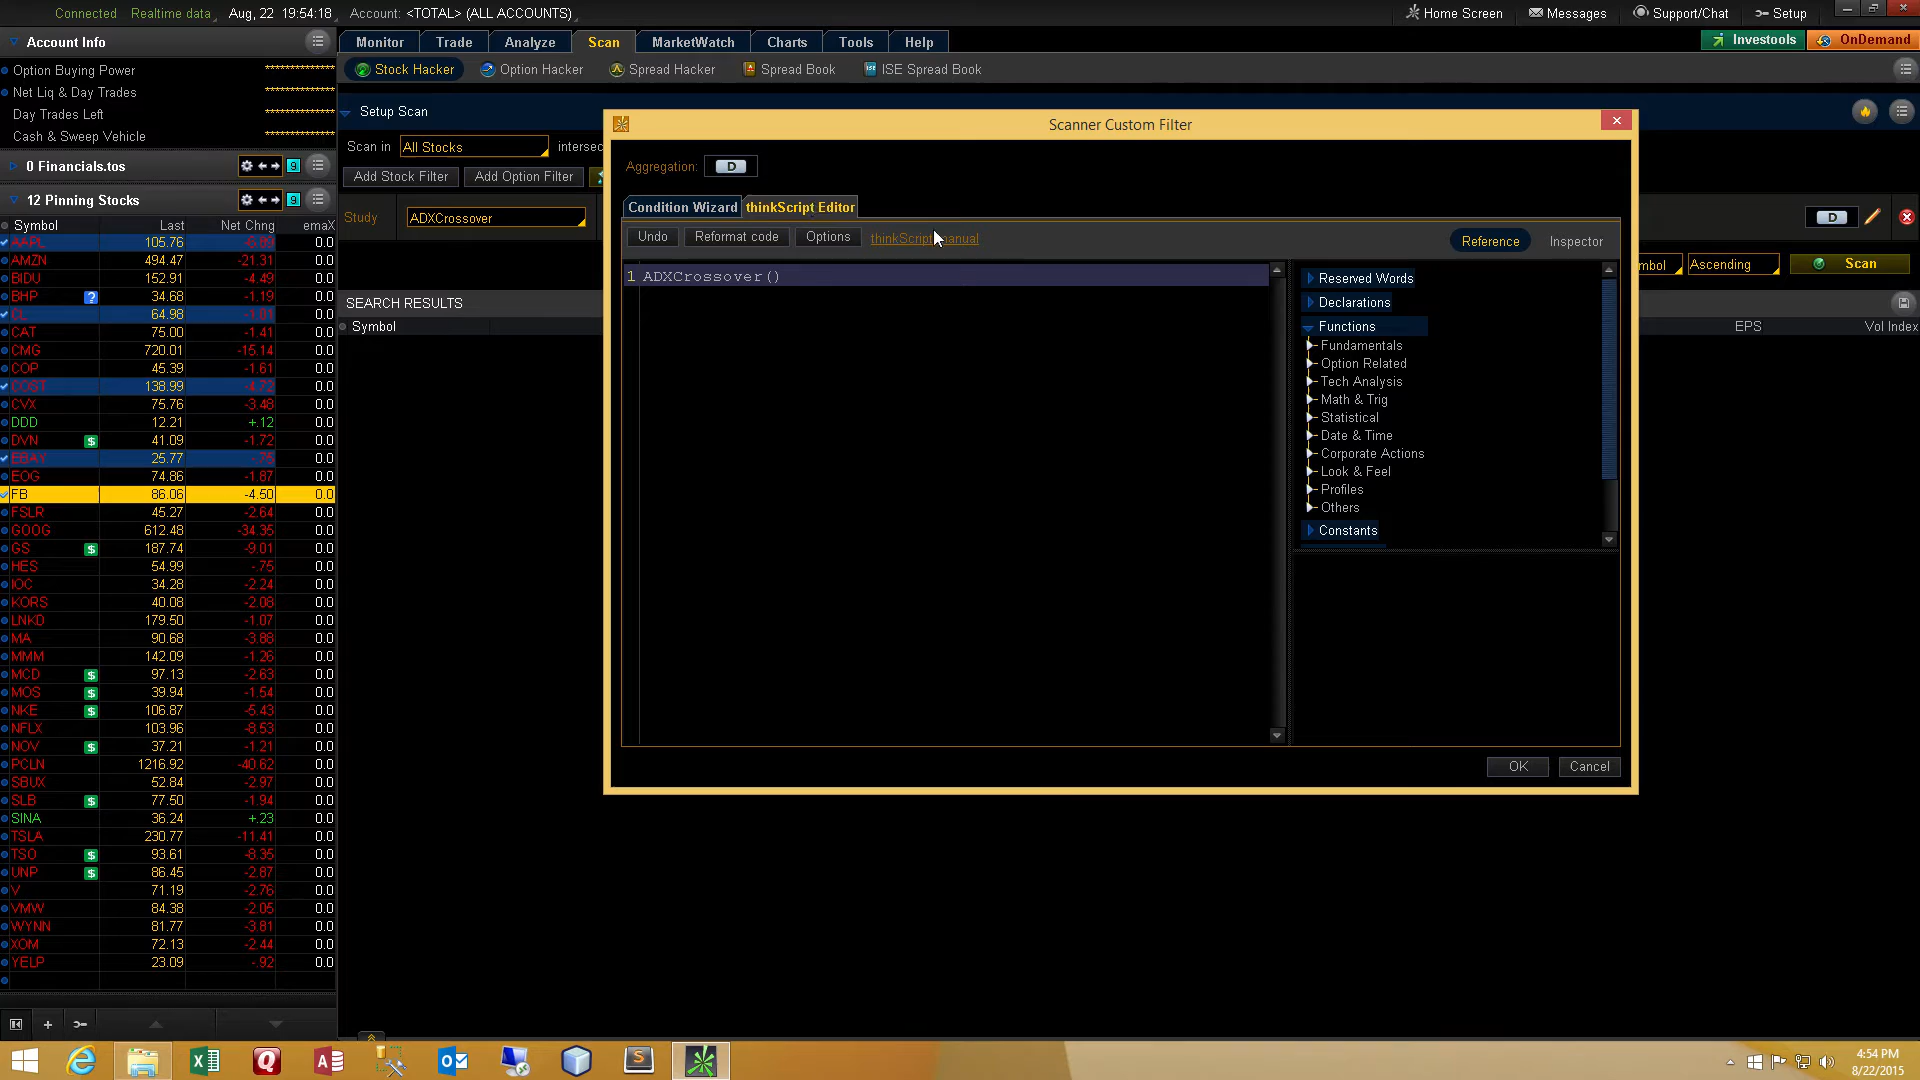 Connected Realtime data Aug, 22 19:54:18 Account: <TOTAL> (ALL ACCOUNTS) Home Screen Messages Support/Chat Setup
Account Info
Option Buying Power ************
Net Liq & Day Trades ************
Day Trades Left ************
Cash & Sweep Vehicle ************
0 Financials.tos 9
12 Pinning Stocks 9
Symbol Last Net Chng emaX
AAPL 105.76 -6.89 0.0
AMZN 494.47 -21.31 0.0
BIDU 152.91 -4.49 0.0
BHP ? 34.68 -1.19 0.0
CL 64.98 -1.01 0.0
CAT 75.00 -1.41 0.0
CMG 720.01 -15.14 0.0
COP 45.39 -1.61 0.0
COST 138.99 -4.72 0.0
CVX 75.76 -3.48 0.0
DDD 12.21 +.12 0.0
DVN $ 41.09 -1.72 0.0
EBAY 25.77 -.75 0.0
EOG 74.86 -1.87 0.0
FB 86.06 -4.50 0.0
FSLR 45.27 -2.64 0.0
GOOG 612.48 -34.35 0.0
GS $ 187.74 -9.01 0.0
HES 54.99 -.75 0.0
IOC 34.28 -2.24 0.0
KORS 40.08 -2.08 0.0
LNKD 179.50 -1.07 0.0
MA 90.68 -3.88 0.0
MMM 142.09 -1.26 0.0
MCD $ 97.13 -2.63 0.0
MOS $ 39.94 -1.54 0.0
NKE $ 106.87 -5.43 0.0
NFLX 103.96 -8.53 0.0
NOV $ 37.21 -1.21 0.0
PCLN 1216.92 -40.62 0.0
SBUX 52.84 -2.97 0.0
SLB $ 77.50 -1.94 0.0
SINA 36.24 +.23 0.0
TSLA 230.77 -11.41 0.0
TSO $ 93.61 -8.35 0.0
UNP $ 86.45 -2.87 0.0
V 71.19 -2.76 0.0
VMW 84.38 -2.05 0.0
WYNN 81.77 -3.81 0.0
XOM 72.13 -2.44 0.0
YELP 23.09 -.92 0.0
Monitor Trade Analyze Scan MarketWatch Charts Tools Help Investools OnDemand
Stock Hacker Option Hacker Spread Hacker Spread Book ISE Spread Book
Setup Scan
Scan in All Stocks intersec
Add Stock Filter Add Option Filter
Study ADXCrossover D
mbol Ascending Scan
SEARCH RESULTS
Symbol EPS Vol Index
Scanner Custom Filter
Aggregation: D
Condition Wizard thinkScript Editor
Undo Reformat code Options thinkScript anual Reference Inspector
1 ADXCrossover()
Reserved Words
Declarations
Functions
Fundamentals
Option Related
Tech Analysis
Math & Trig
Statistical
Date & Time
Corporate Actions
Look & Feel
Profiles
Others
Constants
OK Cancel
4:54 PM
8/22/2015